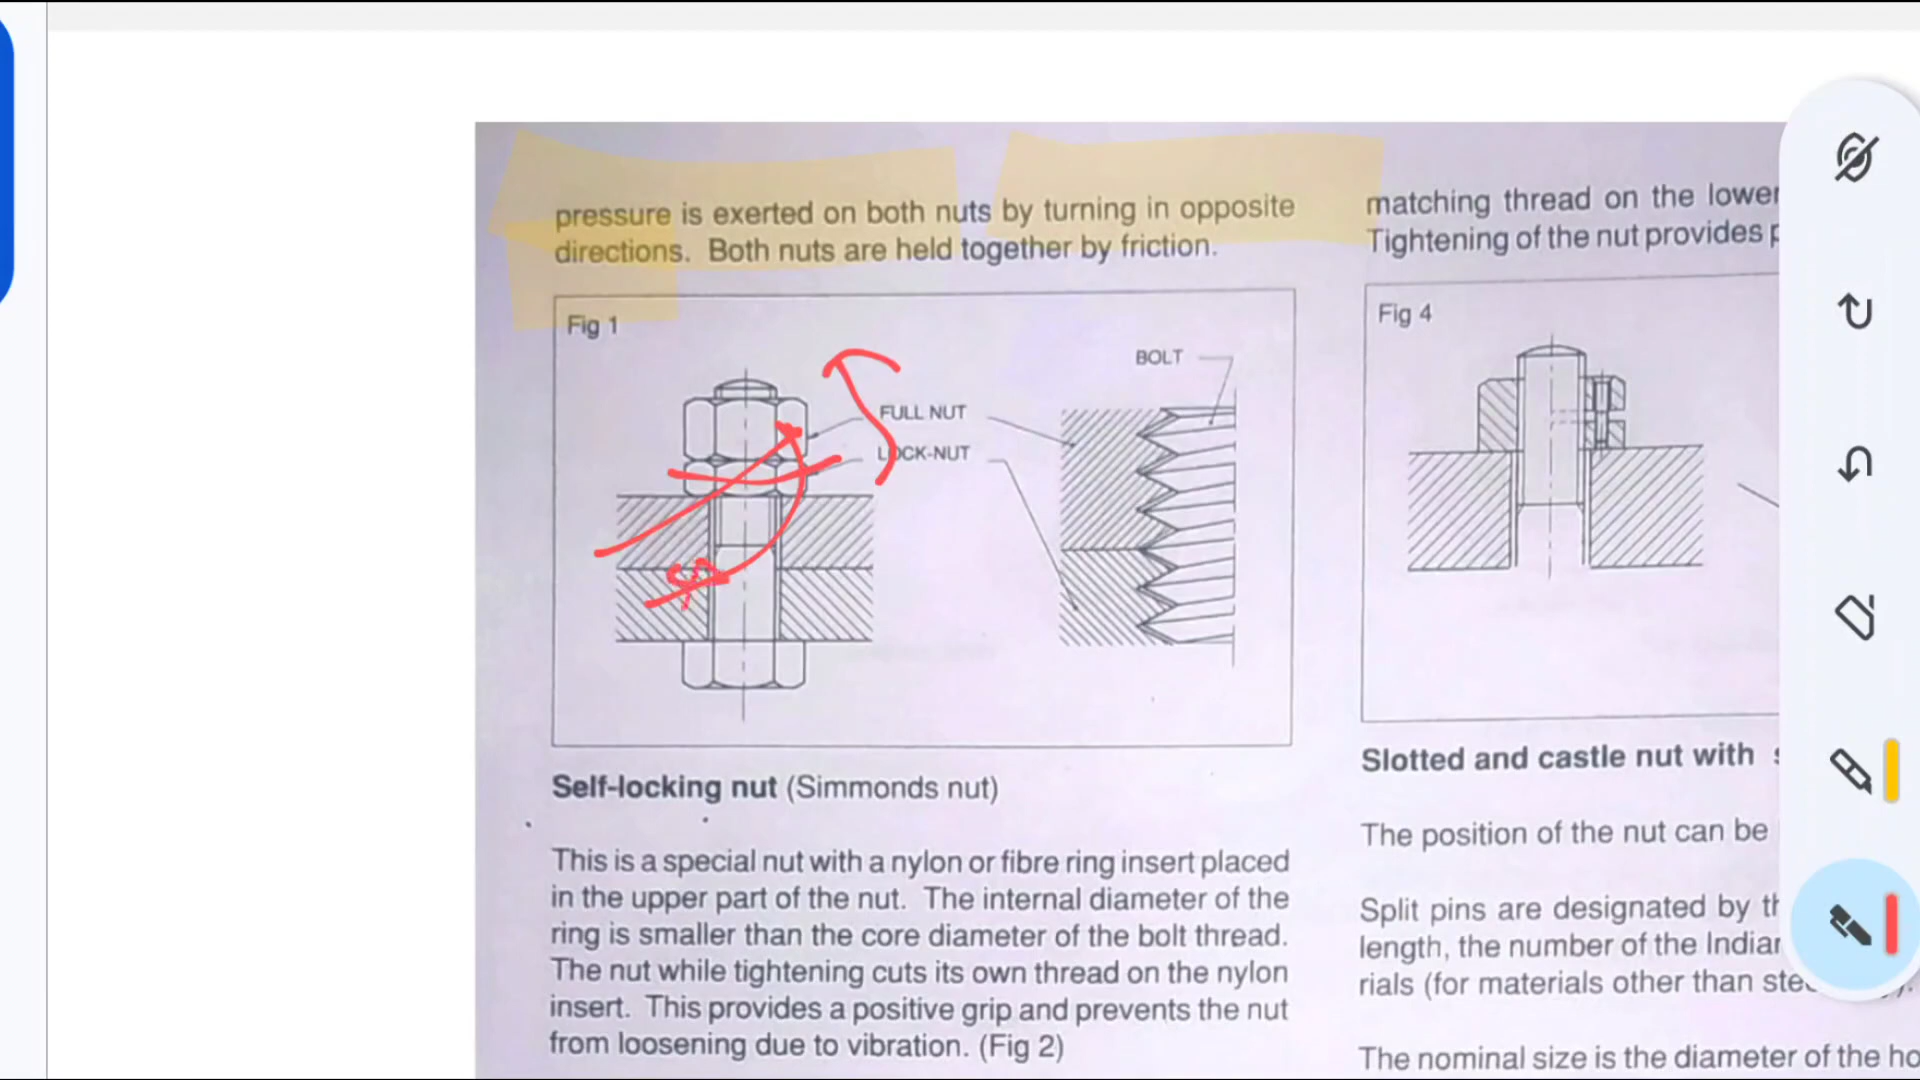 pressure is exerted on both nuts by turning in opposite
directions. Both nuts are held together by friction.
Fig 1
BOLT
FULL NUT
LOCK-NUT
Self-locking nut (Simmonds nut)
This is a special nut with a nylon or fibre ring insert placed
in the upper part of the nut. The internal diameter of the
ring is smaller than the core diameter of the bolt thread.
The nut while tightening cuts its own thread on the nylon
insert. This provides a positive grip and prevents the nut
from loosening due to vibration. (Fig 2)
matching thread on the lower
Tightening of the nut provides
Fig 4
Slotted and castle nut with
The position of the nut can be
Split pins are designated by
length, the number of the
rials (for materials other than
The nominal size is the diameter of the